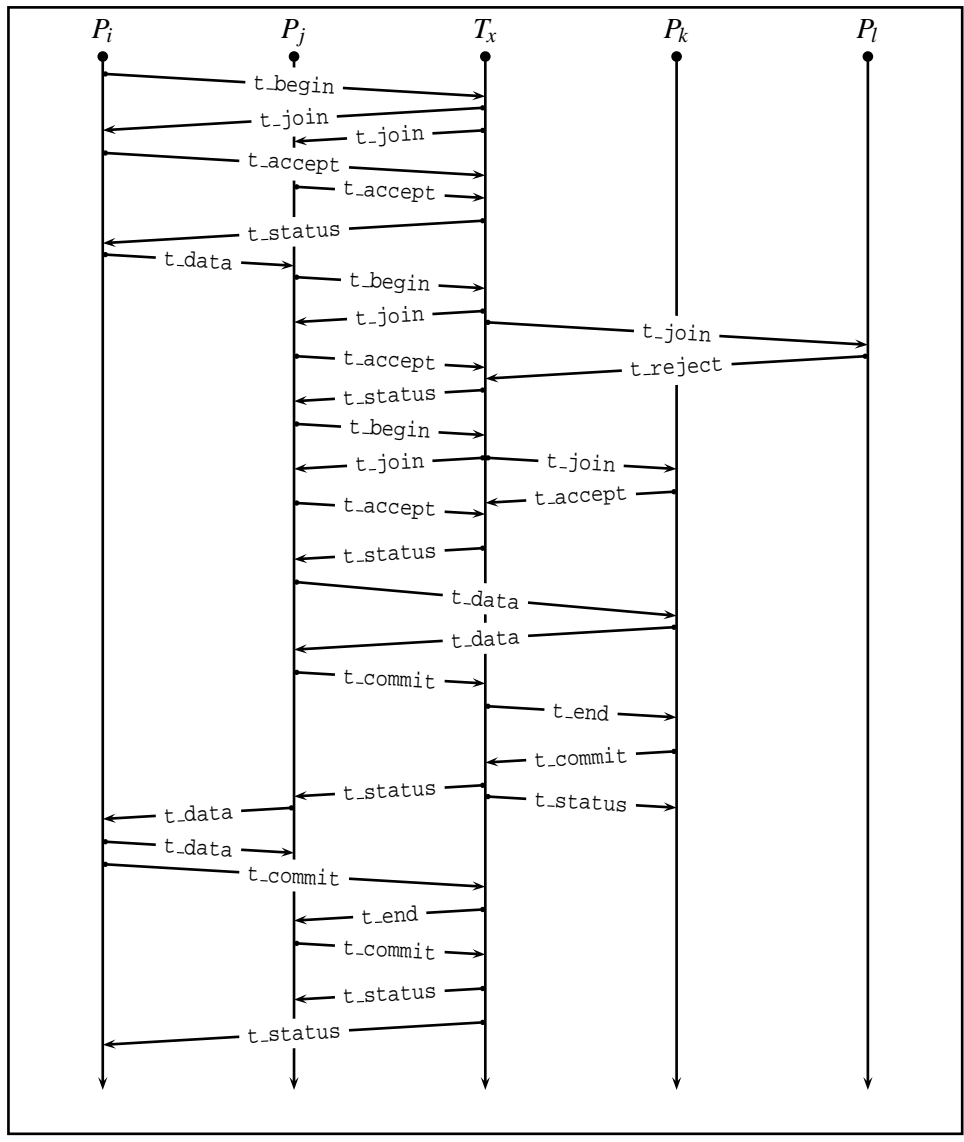 P_i P_j T_x P_k P_l
t_begin
t_join
t_join
t_accept
t_accept
t_status
t_data
t_begin
t_join
t_join
t_accept
t_reject
t_status
t_begin
t_join t_join
t_accept
t_accept
t_status
t_data
t_data
t_commit
t_end
t_commit
t_status
t_status
t_data
t_data
t_commit
t_end
t_commit
t_status
t_status